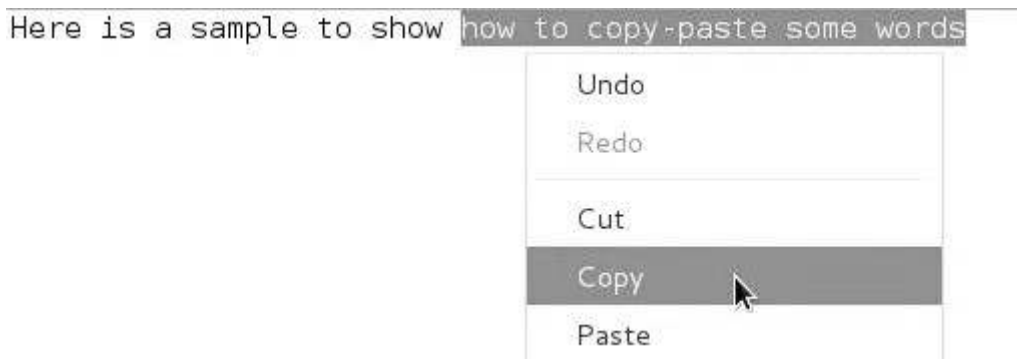 Here is a sample to show how to copy-paste some words
Undo
Redo
Cut
Copy
Paste